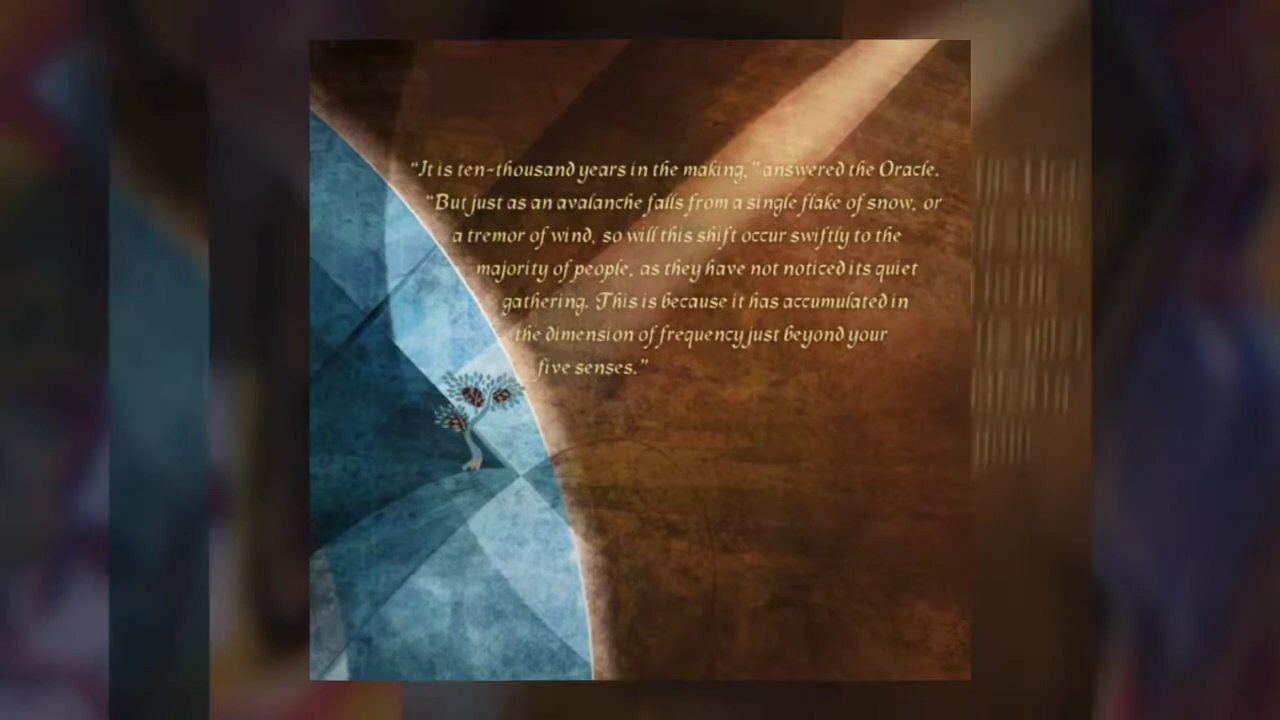 “It is ten-thousand years in the making,” answered the Oracle.
“But just as an avalanche falls from a single flake of snow, or
a tremor of wind, so will this shift occur swiftly to the
majority of people, as they have not noticed its quiet
gathering. This is because it has accumulated in
the dimension of frequency just beyond your
five senses.”